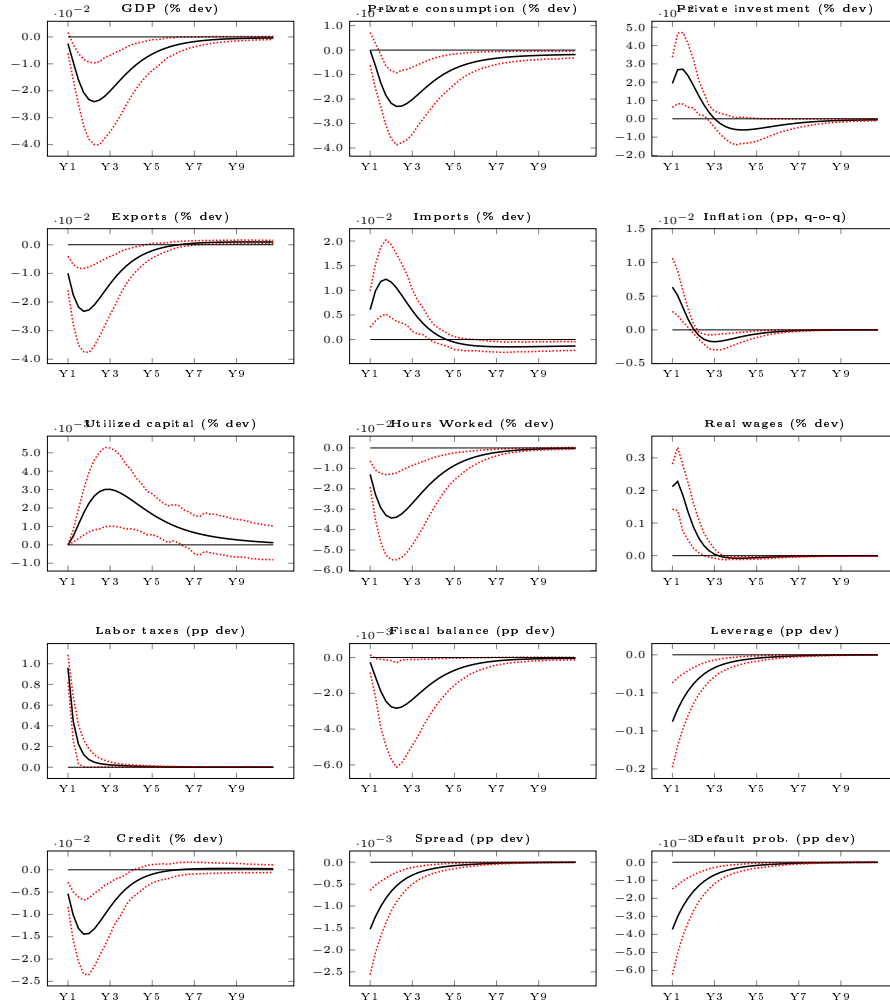 ·10⁻² GDP (% dev)
0.0
−1.0
−2.0
−3.0
−4.0
Y1 Y3 Y5 Y7 Y9
·10⁻² Private consumption (% dev)
1.0
0.0
−1.0
−2.0
−3.0
−4.0
Y1 Y3 Y5 Y7 Y9
Private investment (% dev)
5.0
4.0
3.0
2.0
1.0
0.0
−1.0
−2.0
Y1 Y3 Y5 Y7 Y9
·10⁻² Exports (% dev)
0.0
−1.0
−2.0
−3.0
−4.0
Y1 Y3 Y5 Y7 Y9
Imports (% dev)
2.0
1.0
0.0
Y1 Y3 Y5 Y7 Y9
·10⁻² Inflation (pp, q-o-q)
1.5
1.0
0.5
0.0
−0.5
Y1 Y3 Y5 Y7 Y9
·10⁻³ Utilized capital (% dev)
5.0
4.0
3.0
2.0
1.0
0.0
−1.0
Y1 Y3 Y5 Y7 Y9
·10⁻² Hours Worked (% dev)
0.0
−1.0
−2.0
−3.0
−4.0
−5.0
−6.0
Y1 Y3 Y5 Y7 Y9
Real wages (% dev)
0.3
0.2
0.1
0.0
Y1 Y3 Y5 Y7 Y9
Labor taxes (pp dev)
1.0
0.8
0.6
0.4
0.2
0.0
Y1 Y3 Y5 Y7 Y9
·10⁻³ Fiscal balance (pp dev)
0.0
−2.0
−4.0
−6.0
Y1 Y3 Y5 Y7 Y9
Leverage (pp dev)
0.0
−0.1
−0.1
−0.2
Y1 Y3 Y5 Y7 Y9
·10⁻² Credit (% dev)
0.5
0.0
−0.5
−1.0
−1.5
−2.0
−2.5
Y1 Y3 Y5 Y7 Y9
·10⁻³ Spread (pp dev)
0.0
−0.5
−1.0
−1.5
−2.0
−2.5
Y1 Y3 Y5 Y7 Y9
·10⁻³ Default prob. (pp dev)
0.0
−1.0
−2.0
−3.0
−4.0
−5.0
−6.0
Y1 Y3 Y5 Y7 Y9